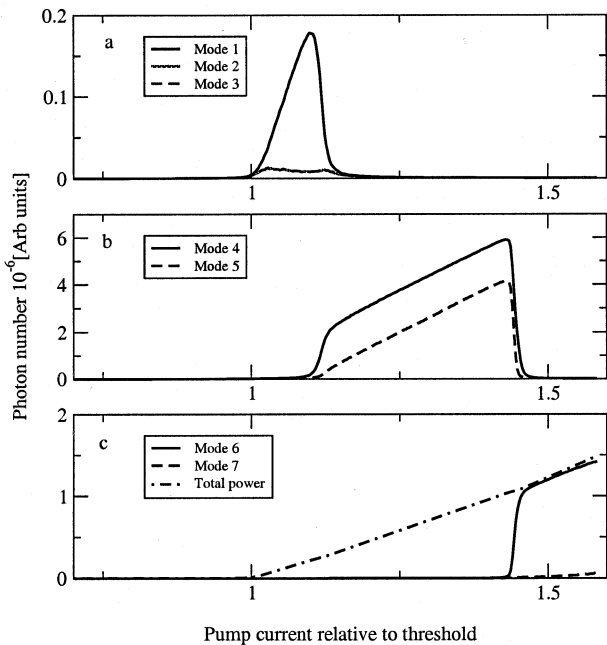 0.2
a
Mode 1
Mode 2
Mode 3
0.1
0
1
1.5
Photon number 10-6[Arb units]
6
b
Mode 4
Mode 5
4
2
0
1
1.5
2
c
Mode 6
Mode 7
Total power
1
0
1
1.5
Pump current relative to threshold